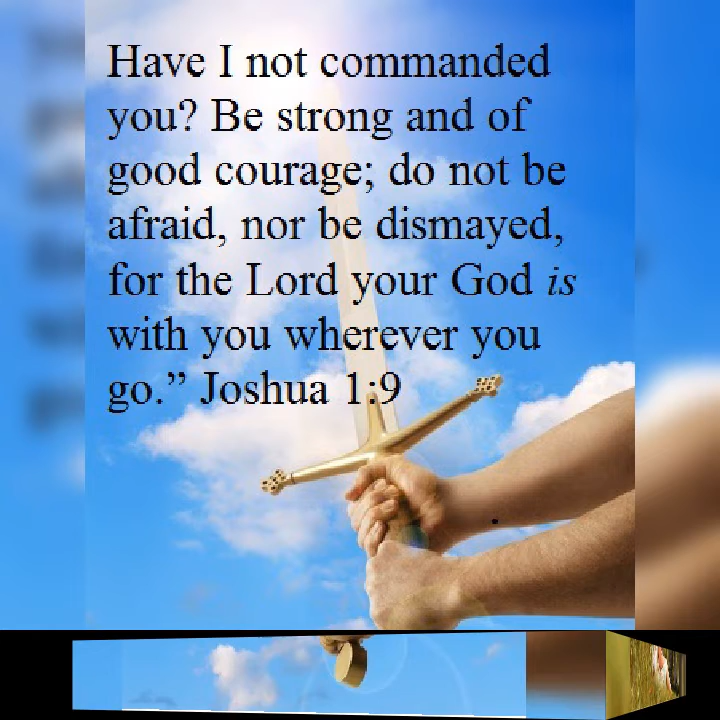 Have I not commanded
you? Be strong and of
good courage; do not be
afraid, nor be dismayed,
for the Lord your God is
with you wherever you
go.” Joshua 1:9